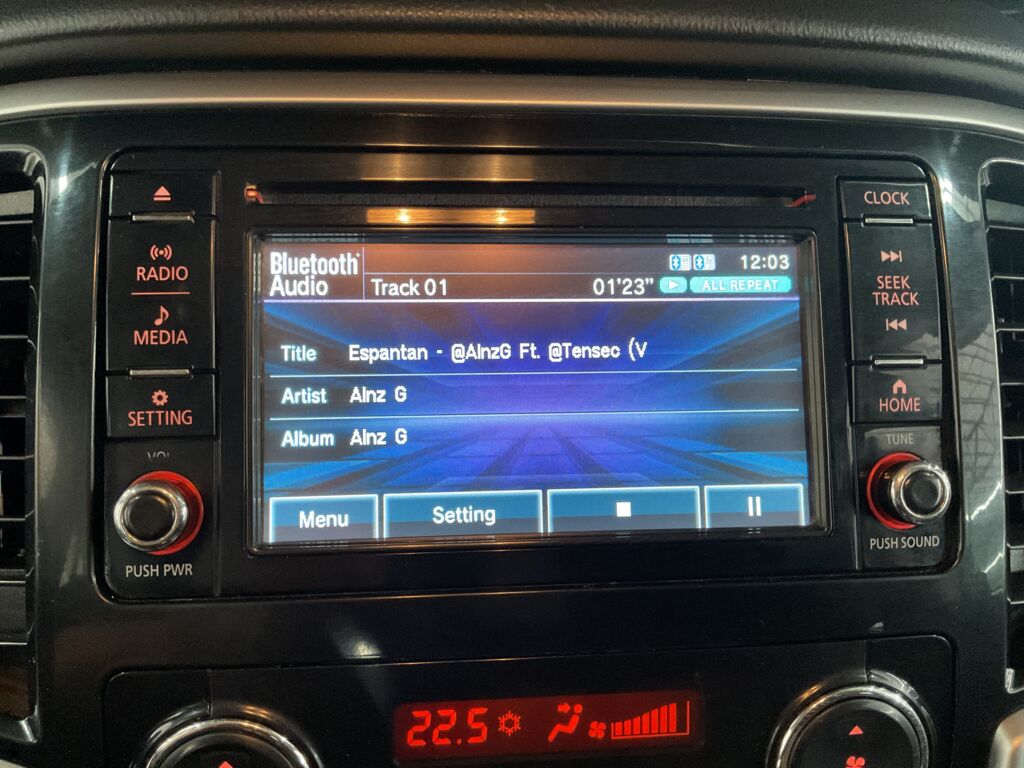 CLOCK
RADIO
MEDIA
SETTING
VOL
PUSH PWR
Bluetooth
Audio
12:03
Track 01 01'23" ALL REPEAT
Title Espantan - @AlnzG Ft. @Tensec (V
Artist Alnz G
Album Alnz G
Menu Setting
SEEK
TRACK
HOME
TUNE
PUSH SOUND
22.5